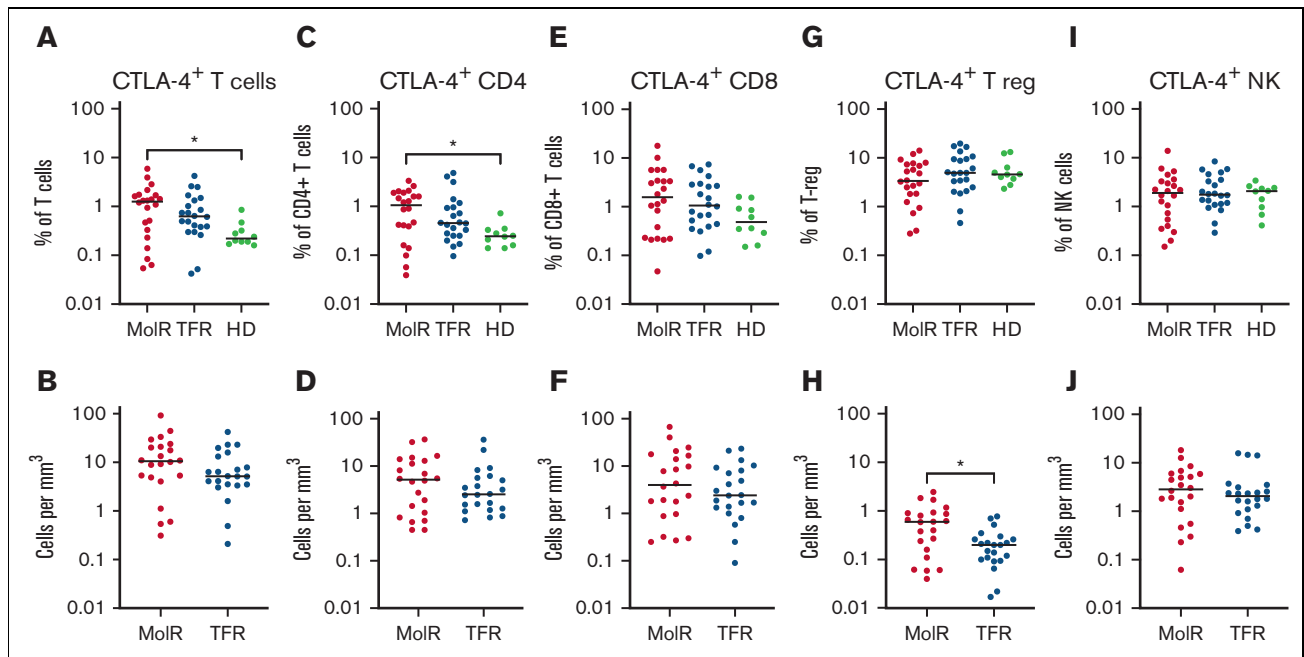 A
CTLA-4⁺ T cells
% of T cells
100
10
1
0.1
0.01
*
MolR TFR HD
C
CTLA-4⁺ CD4
% of CD4+ T cells
100
10
1
0.1
0.01
*
MolR TFR HD
E
CTLA-4⁺ CD8
% of CD8+ T cells
100
10
1
0.1
0.01
MolR TFR HD
G
CTLA-4⁺ T reg
% of T-reg
100
10
1
0.1
0.01
MolR TFR HD
I
CTLA-4⁺ NK
% of NK cells
100
10
1
0.1
0.01
MolR TFR HD
B
Cells per mm³
100
10
1
0.1
0.01
MolR TFR
D
Cells per mm³
100
10
1
0.1
0.01
MolR TFR
F
Cells per mm³
100
10
1
0.1
0.01
MolR TFR
H
Cells per mm³
100
10
1
0.1
0.01
*
MolR TFR
J
Cells per mm³
100
10
1
0.1
0.01
MolR TFR